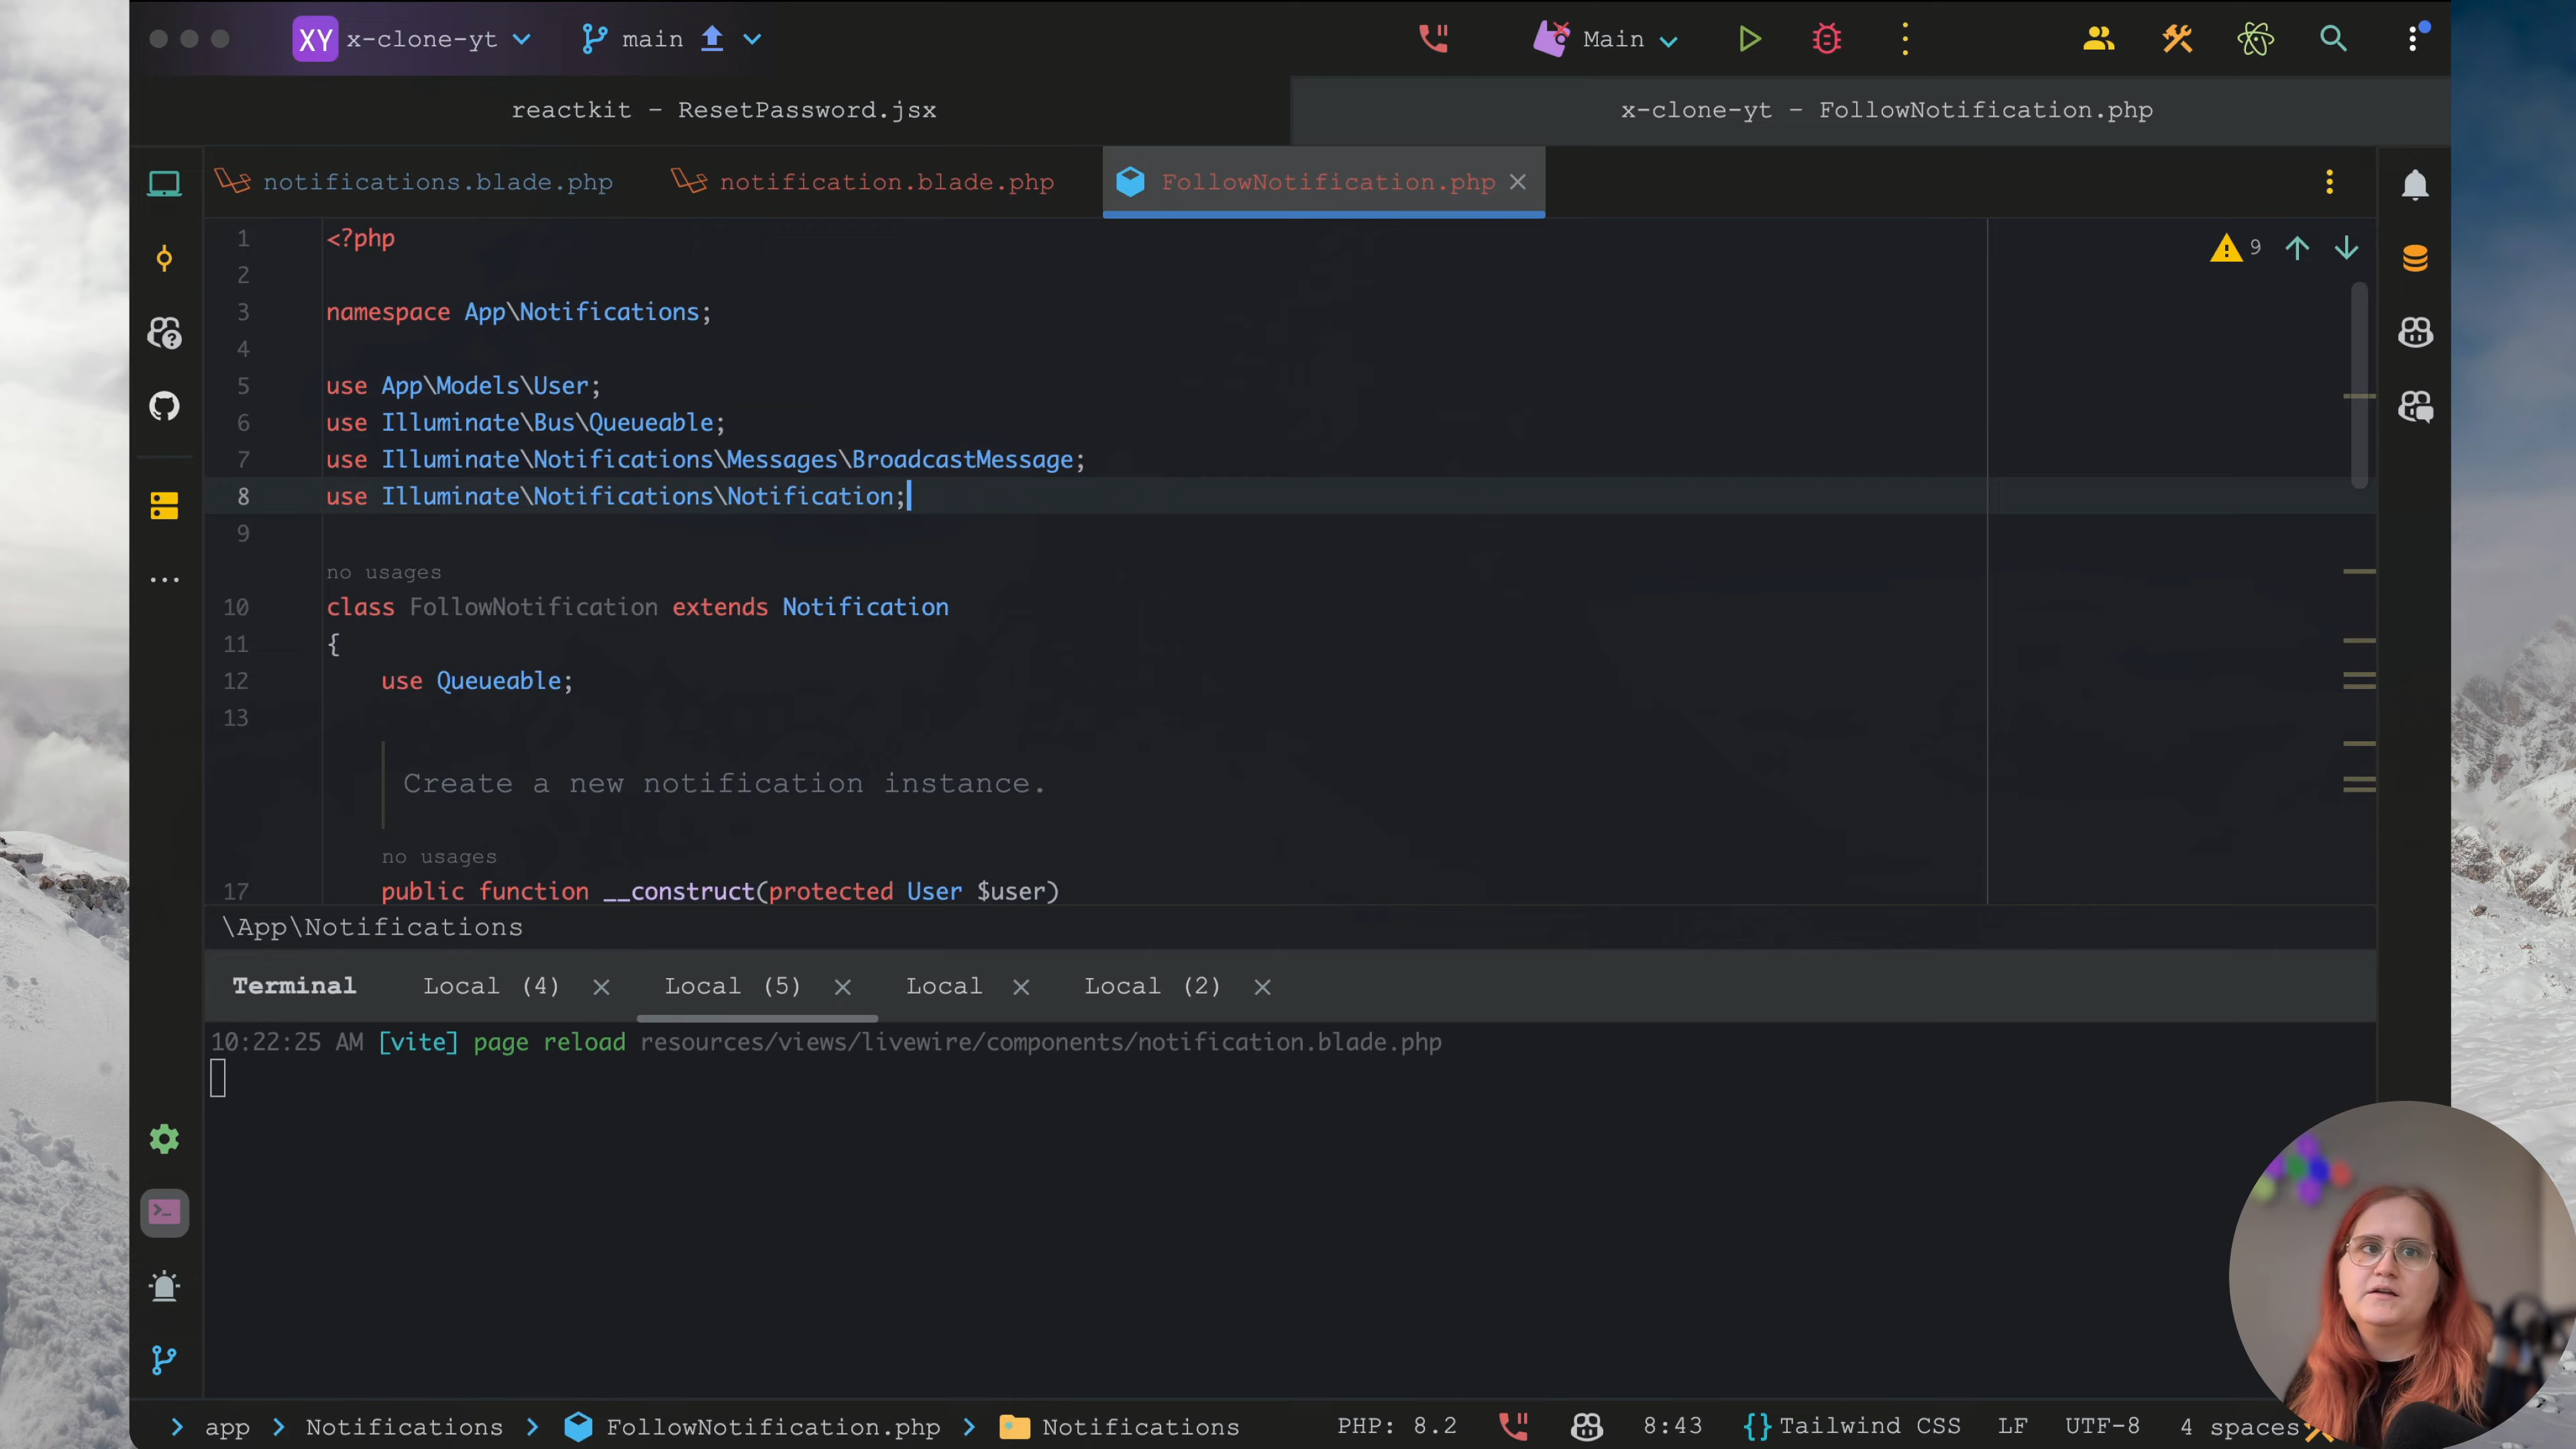 XY x-clone-yt main Main
reactkit – ResetPassword.jsx x-clone-yt – FollowNotification.php
notifications.blade.php notification.blade.php FollowNotification.php
1 <?php 9
2
3 namespace App\Notifications;
4
5 use App\Models\User;
6 use Illuminate\Bus\Queueable;
7 use Illuminate\Notifications\Messages\BroadcastMessage;
8 use Illuminate\Notifications\Notification;
9
no usages
10 class FollowNotification extends Notification
11 {
12 use Queueable;
13
Create a new notification instance.
no usages
17 public function __construct(protected User $user)
\App\Notifications
Terminal Local (4) Local (5) Local Local (2)
10:22:25 AM [vite] page reload resources/views/livewire/components/notification.blade.php
app Notifications FollowNotification.php Notifications PHP: 8.2 8:43 {} Tailwind CSS LF UTF-8 4 spaces